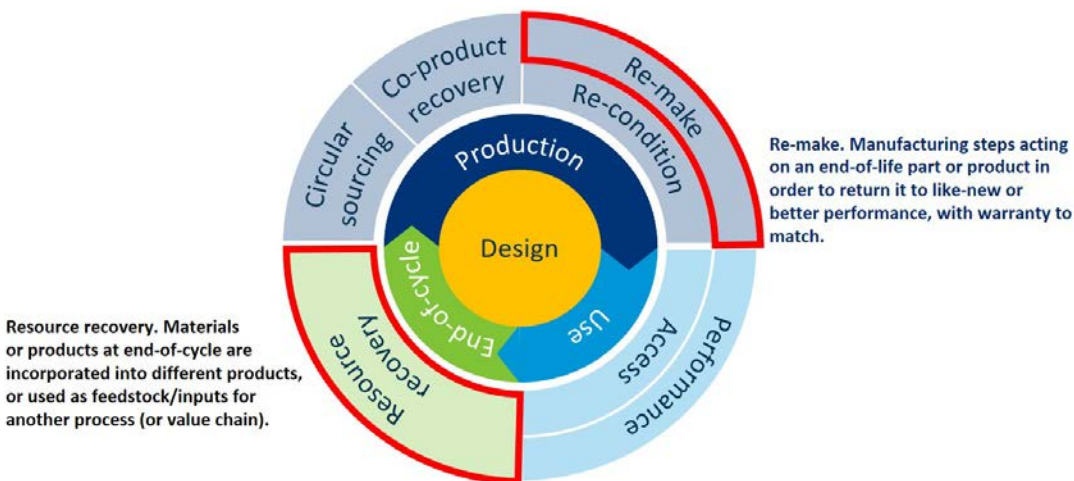 Co-product
recovery
Re-make
Re-condition
Circular
sourcing
Production
Design
End-of-cycle
Use
Access
Performance
Resource
recovery
Re-make. Manufacturing steps acting
on an end-of-life part or product in
order to return it to like-new or
better performance, with warranty to
match.
Resource recovery. Materials
or products at end-of-cycle are
incorporated into different products,
or used as feedstock/inputs for
another process (or value chain).